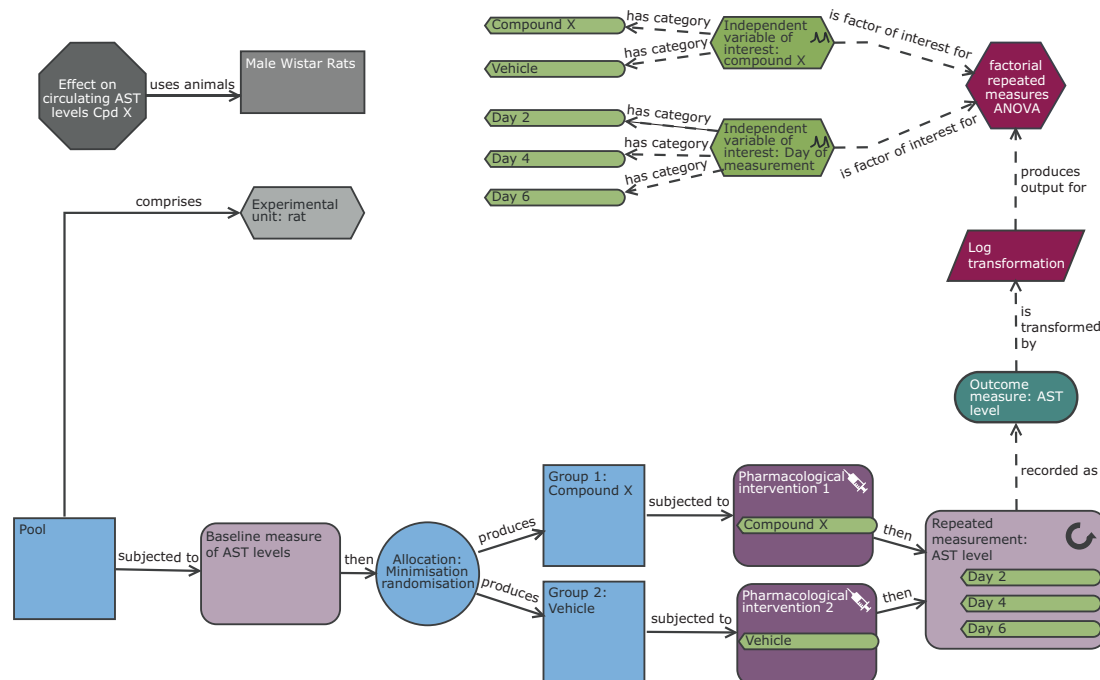 Effect on
circulating AST
levels Cpd X
uses animals
Male Wistar Rats
Compound X
Vehicle
has category
has category
Independent
variable of
interest:
compound X
is factor of interest for
factorial
repeated
measures
ANOVA
Day 2
Day 4
Day 6
has category
has category
has category
Independent
variable of
interest: Day of
measurement
is factor of interest for
comprises
Experimental
unit: rat
produces
output for
Log
transformation
is
transformed
by
Outcome
measure: AST
level
recorded as
Pool
subjected to
Baseline measure
of AST levels
then
Allocation:
Minimisation
randomisation
produces
produces
Group 1:
Compound X
subjected to
Pharmacological
intervention 1
Compound X
then
Group 2:
Vehicle
subjected to
Pharmacological
intervention 2
Vehicle
then
Repeated
measurement:
AST level
Day 2
Day 4
Day 6